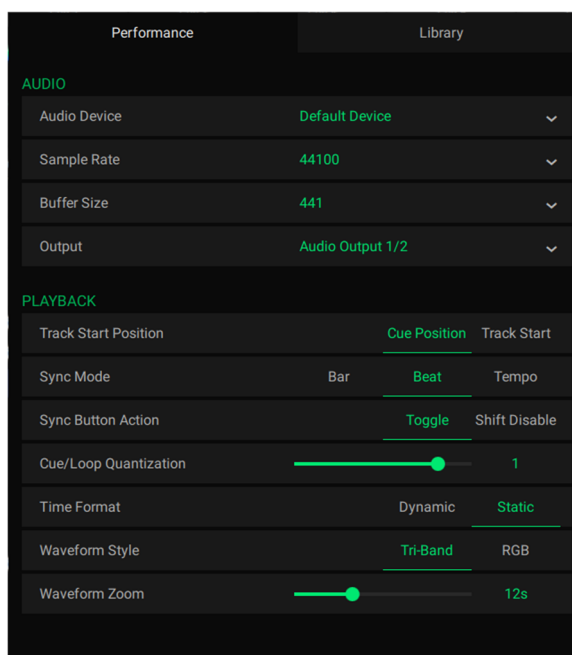 Performance Library
AUDIO
Audio Device Default Device
Sample Rate 44100
Buffer Size 441
Output Audio Output 1/2
PLAYBACK
Track Start Position Cue Position Track Start
Sync Mode Bar Beat Tempo
Sync Button Action Toggle Shift Disable
Cue/Loop Quantization 1
Time Format Dynamic Static
Waveform Style Tri-Band RGB
Waveform Zoom 12s